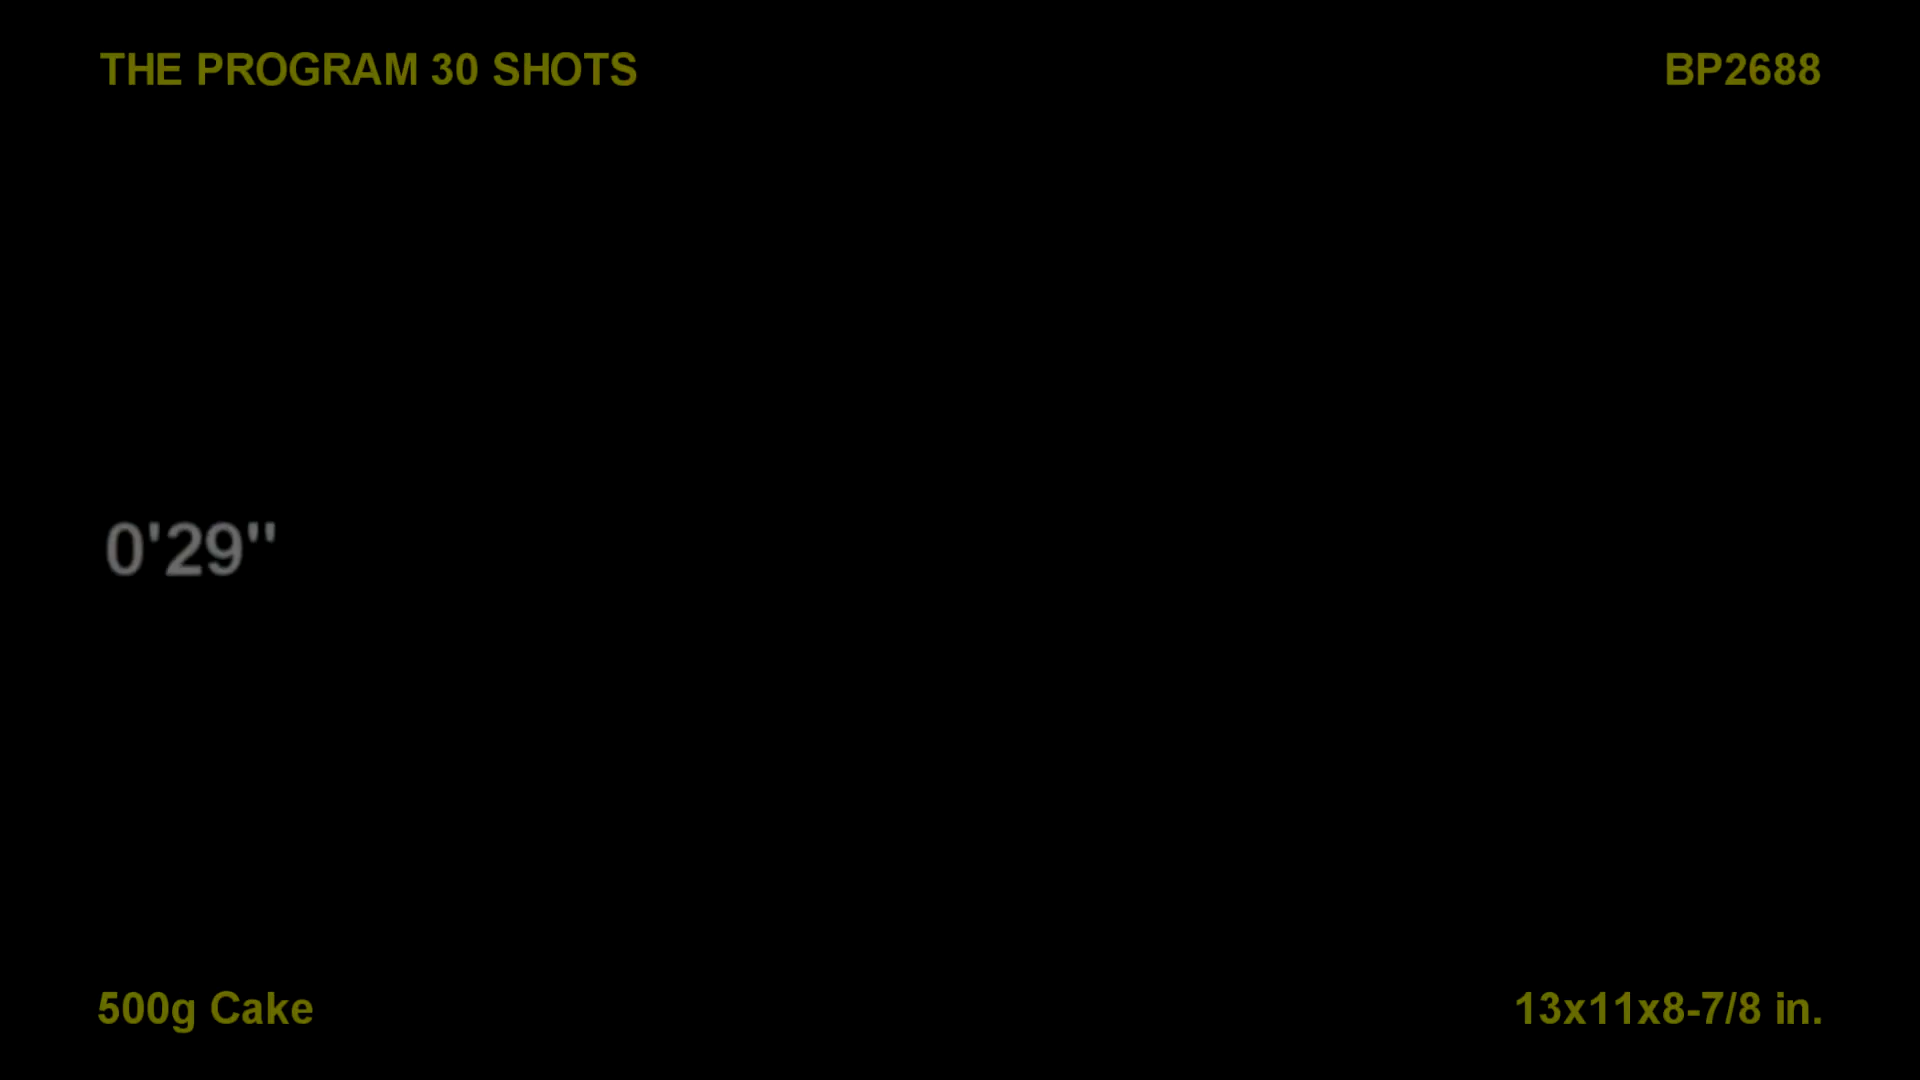 THE PROGRAM 30 SHOTS
BP2688
0'29''
500g Cake
13x11x8-7/8 in.